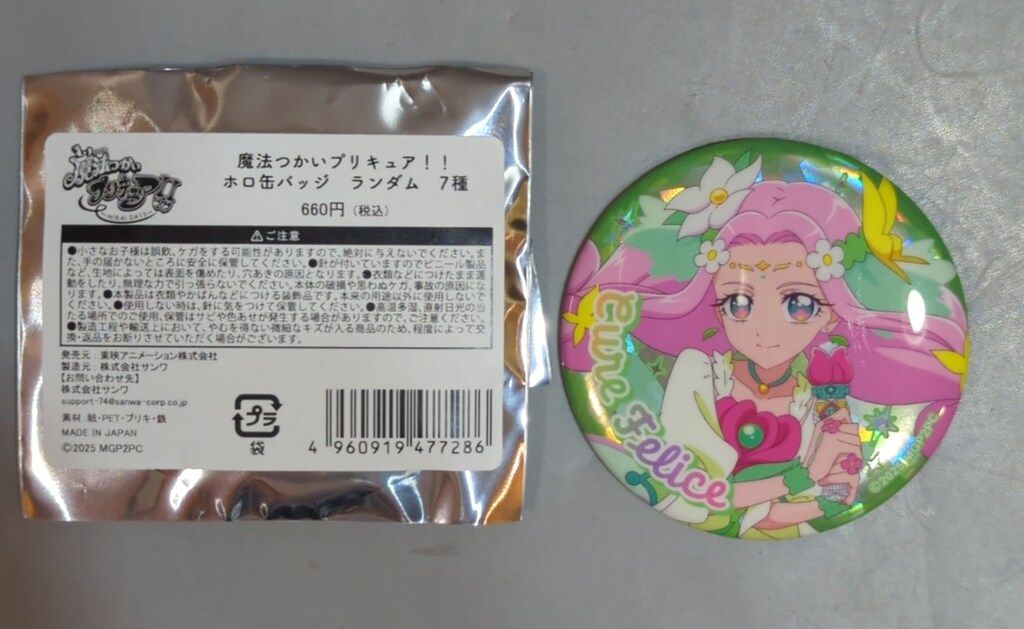 魔法つかい
プリキュア!!
～MIRAI DAYS～
魔法つかいプリキュア！！
ホロ缶バッジ ランダム 7種
660円（税込）
⚠ご注意
●小さなお子様は誤飲、ケガをする可能性がありますので、絶対に与えないでください。ま
た、手の届かないところに安全に保管してください。●針が付いていますのでビニール製品
など、生地によっては表面を傷めたり、穴あきの原因となります。●衣類などにつけたまま運
動をしたり、無理な力で引っ張らないでください。本体の破損や思わぬケガ、事故の原因にな
ります。●本製品は衣類やかばんなどにつける装飾品です。本来の用途以外に使用しないで
ください。●使用しない時は、針に気をつけて保管してください。●高温多湿、直射日光の当
たる場所でのご使用、保管はサビや色あせが発生する場合がありますので、ご注意ください。
●製造工程や輸送上において、やむを得ない微細なキズが入る商品のため、程度によって交
換・返品をお断りさせていただく場合がございます。
発売元：東映アニメーション株式会社
製造元：株式会社サンワ
【お問い合わせ先】
株式会社サンワ
support-74@sanwa-corp.co.jp
素材 紙・PET・ブリキ・鉄
MADE IN JAPAN
©2025 MGP2PC
プラ
袋
4 960919 477286
Cure Felice
©2025 MGP2PC